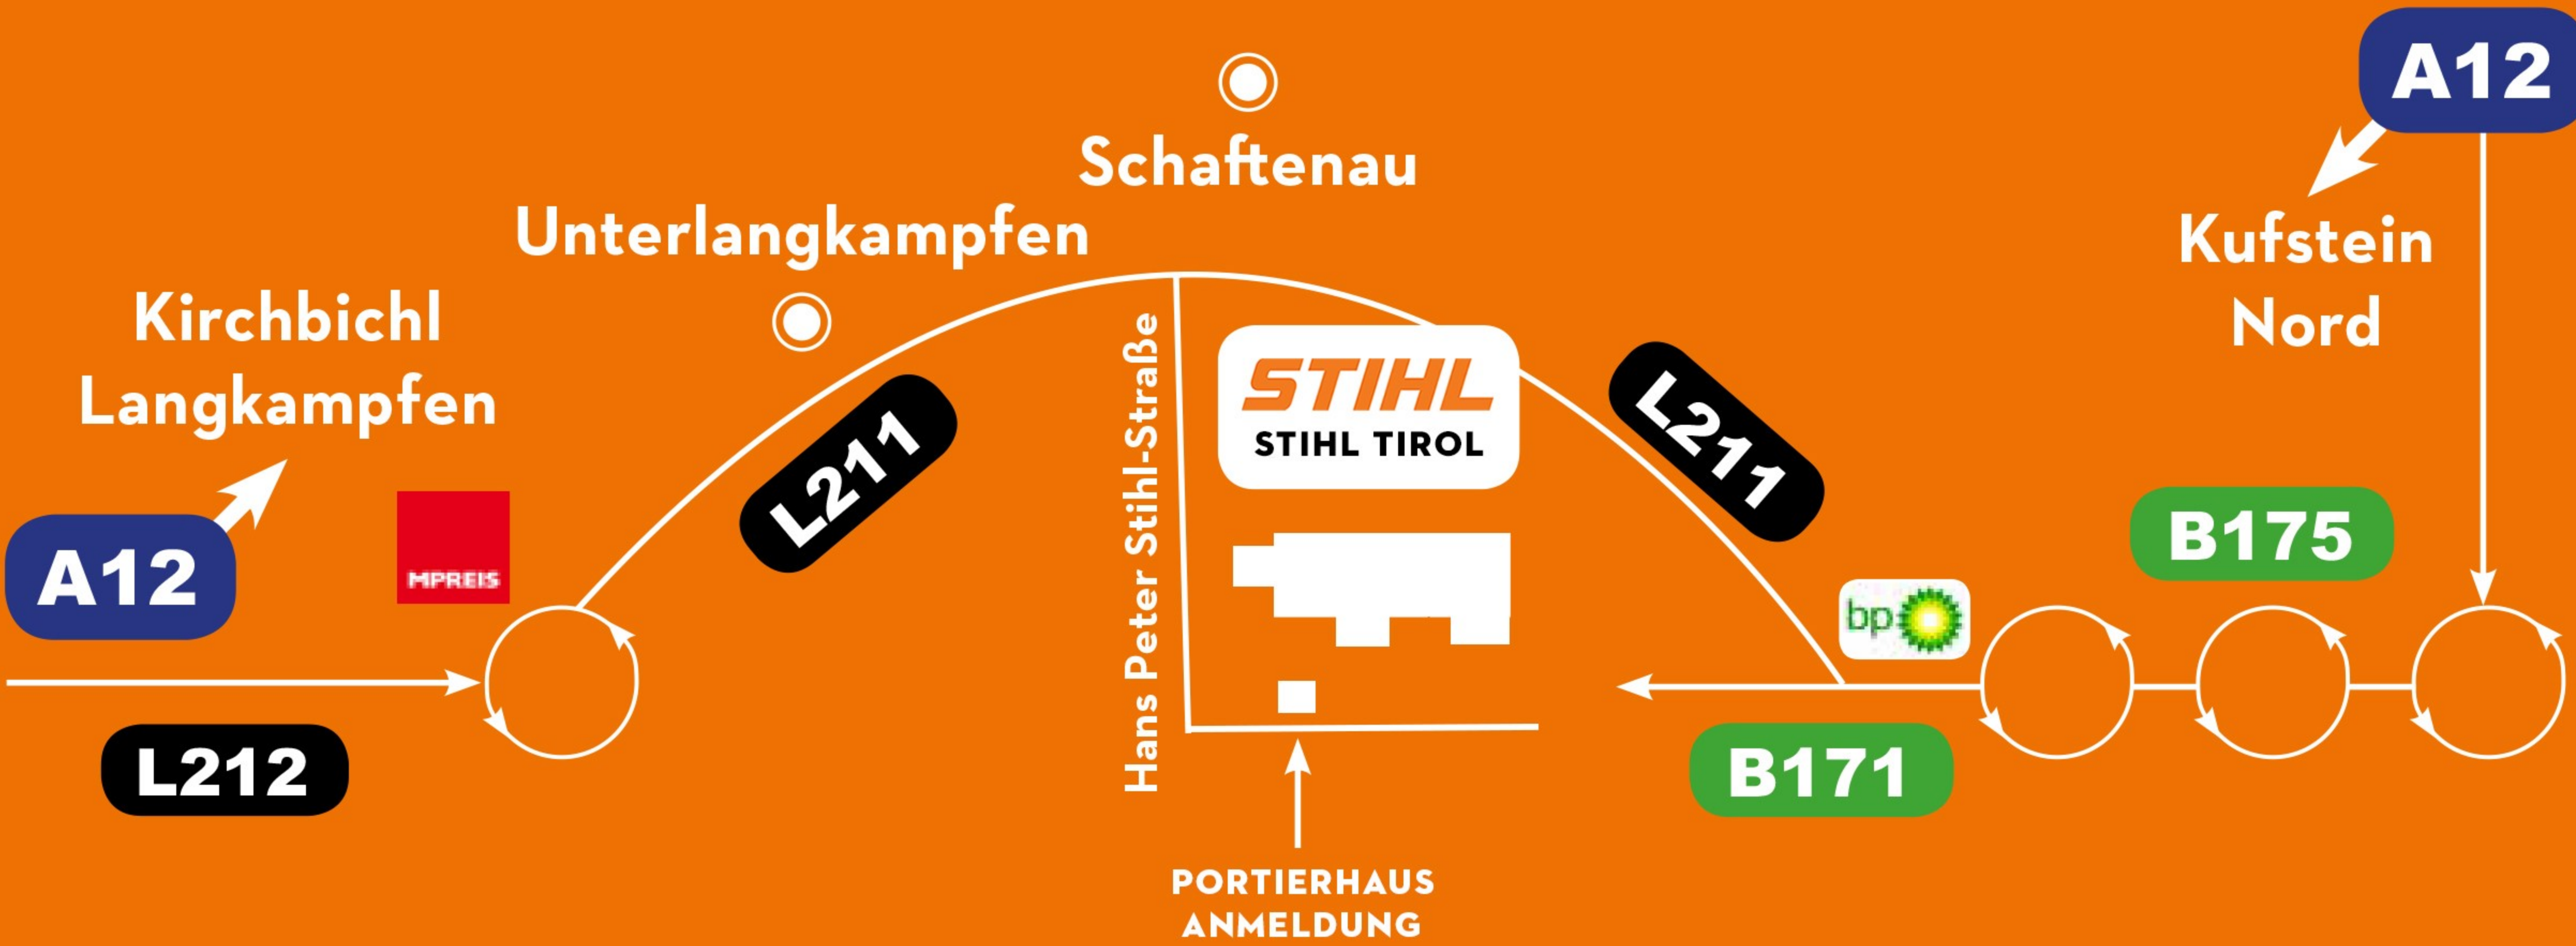 A12
Schaftenau
Unterlangkampfen
Kufstein
Nord
Kirchbichl
Langkampfen
A12
MPREIS
L211
Hans Peter Stihl-Straße
STIHL
STIHL TIROL
L211
B175
bp
L212
B171
PORTIERHAUS
ANMELDUNG